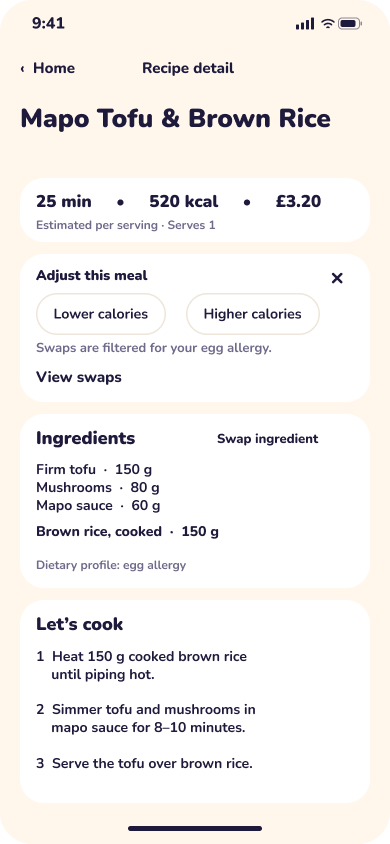 9:41
‹ Home Recipe detail
Mapo Tofu & Brown Rice
25 min • 520 kcal • £3.20
Estimated per serving · Serves 1
Adjust this meal ✕
Lower calories Higher calories
Swaps are filtered for your egg allergy.
View swaps
Ingredients Swap ingredient
Firm tofu · 150 g
Mushrooms · 80 g
Mapo sauce · 60 g
Brown rice, cooked · 150 g
Dietary profile: egg allergy
Let’s cook
1 Heat 150 g cooked brown rice
until piping hot.
2 Simmer tofu and mushrooms in
mapo sauce for 8–10 minutes.
3 Serve the tofu over brown rice.